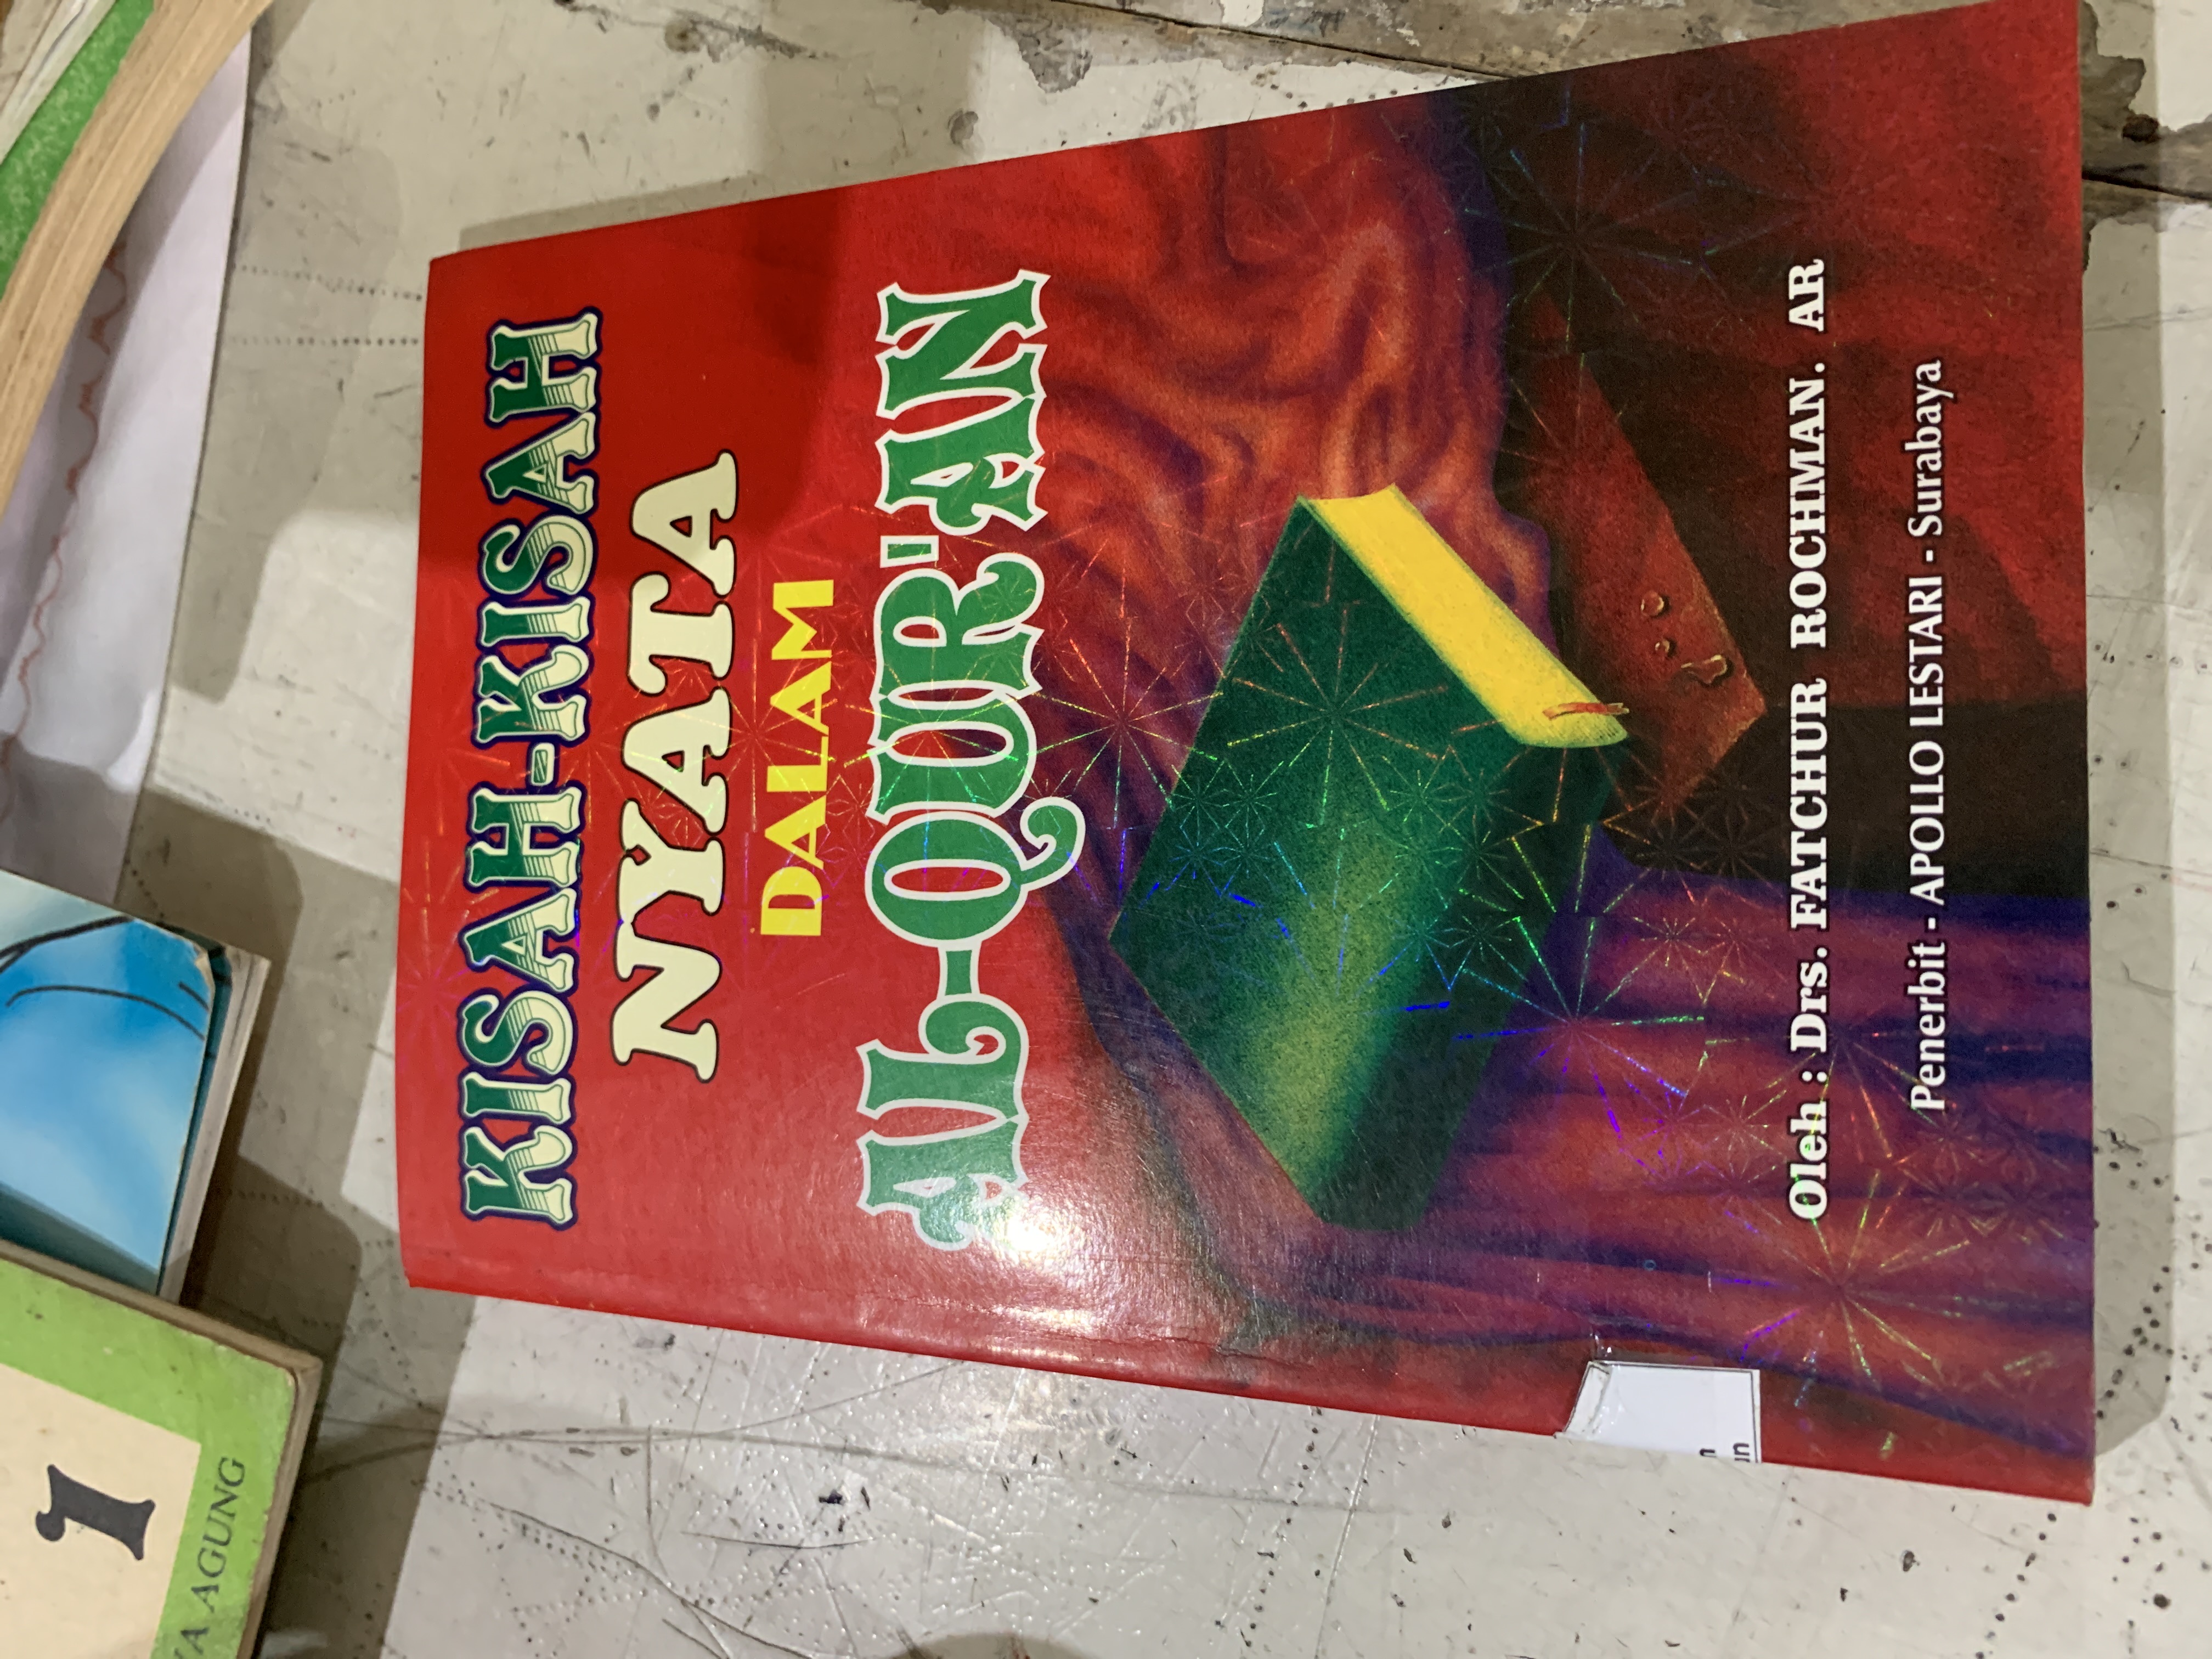 KISAH-KISAH
NYATA
DALAM
AL-QUR'AN
Oleh : Drs. FATCHUR ROCHMAN. AR
Penerbit - APOLLO LESTARI - Surabaya
1
AGUNG